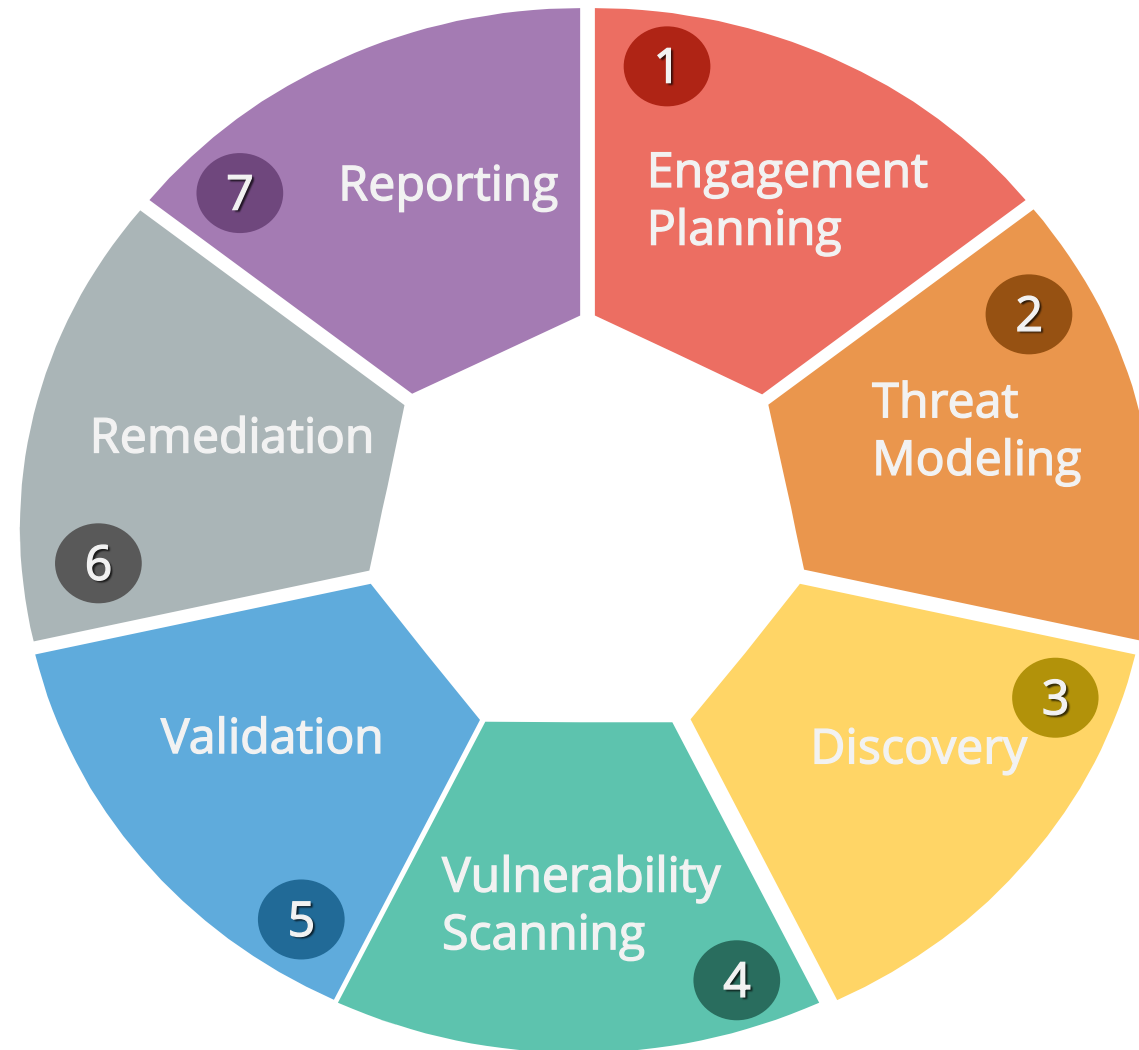 1
Engagement
Planning
2
Threat
Modeling
3
Discovery
4
Vulnerability
Scanning
5
Validation
6
Remediation
7
Reporting